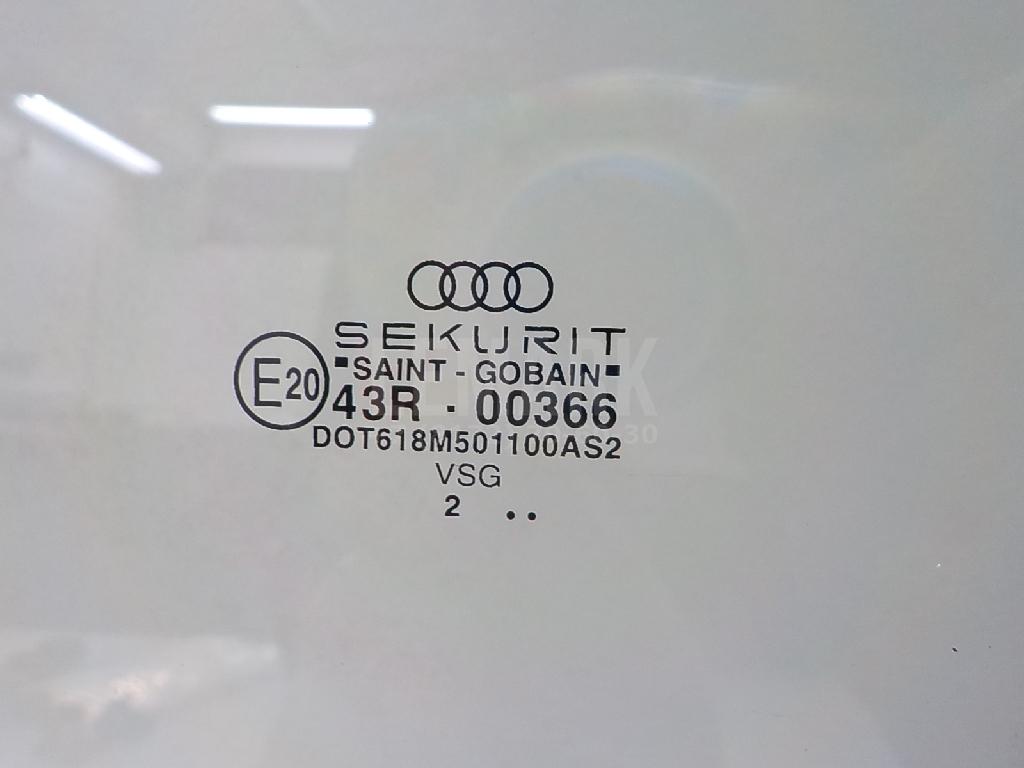 SEKURIT
"SAINT - GOBAIN"
E20
43R · 00366
DOT618M501100AS2
VSG
2 ..